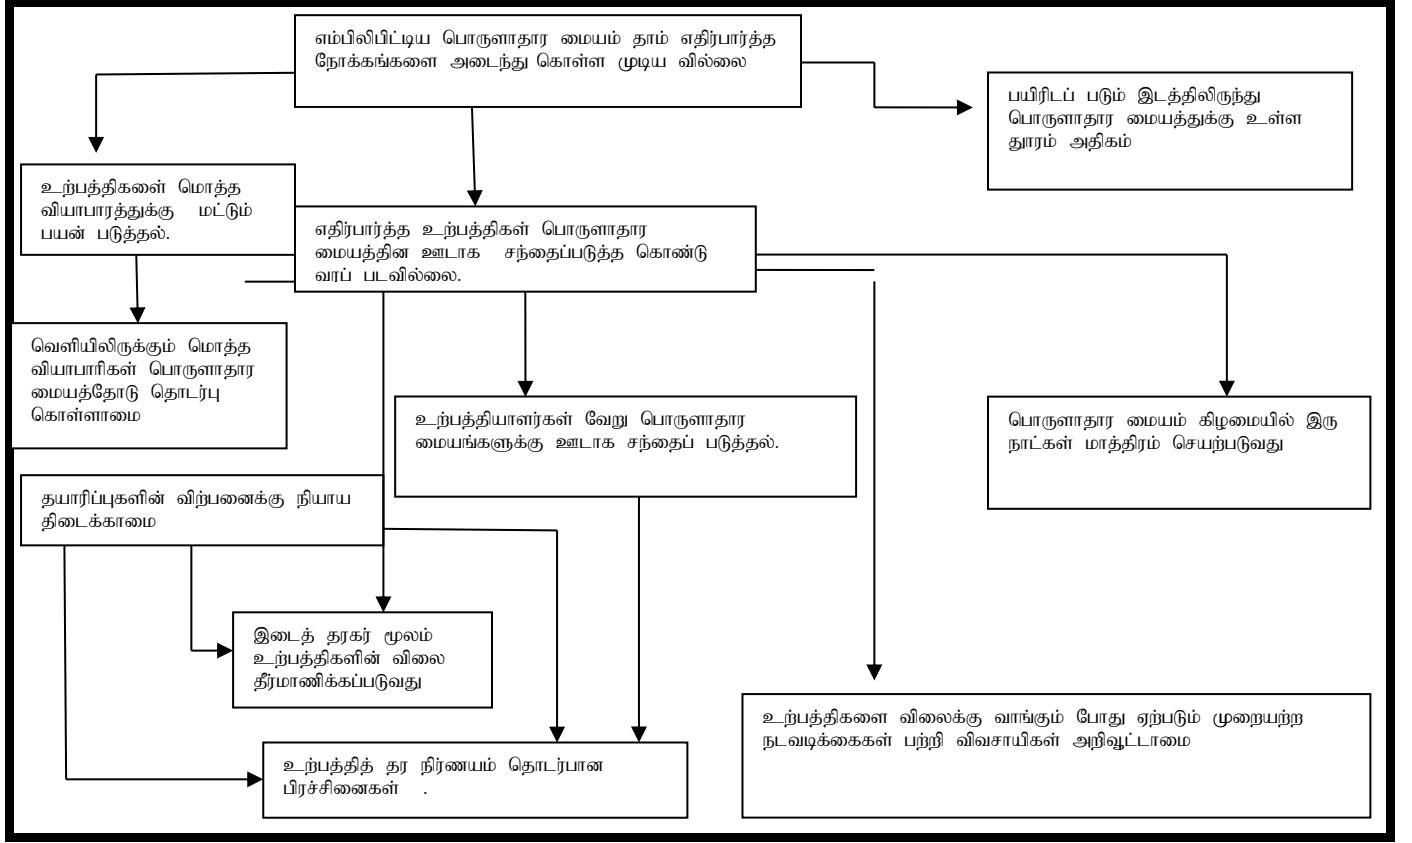 எம்பிலிபிட்டிய பொருளாதார மையம் தாம் எதிர்பார்த்த
நோக்கங்களை அடைந்து கொள்ள முடிய வில்லை
பயிரிடப் படும் இடத்திலிருந்து
பொருளாதார மையத்துக்கு உள்ள
துாரம் அதிகம்
உற்பத்திகளை் மொத்த
வியாபாரத்துக்கு மட்டும்
பயன் படுத்தல்.
எதிர்பார்த்த உற்பத்திகள் பொருளாதார
மையத்தின ஊடாக சந்தைப்படுத்த கொண்டு
வரப் படவில்லை.
வெளியிலிருக்கும் மொத்த
வியாபாரிகள் பொருளாதார
மையத்தோடு தொடர்பு
கொள்ளாமை
உற்பத்தியாளர்கள் வேறு பொருளாதார
மையங்களுக்கு ஊடாக சந்தைப் படுத்தல்.
பொருளாதார மையம் கிழமையில் இரு
நாட்கள் மாத்திரம் செயற்படுவது
தயாரிப்புகளின் விற்பனைக்கு நியாய
திடைக்காமை
இடைத் தரகர் மூலம்
உற்பத்திகளின் விலை
தீர்மாணிக்கப்படுவது
உற்பத்திகளை விலைக்கு வாங்கும் போது ஏற்படும் முறையற்ற
நடவடிக்கைகள் பற்றி விவசாயிகள் அறிவூட்டாமை
உற்பத்தித் தர நிர்ணயம் தொடர்பான
பிரச்சினைகள் .